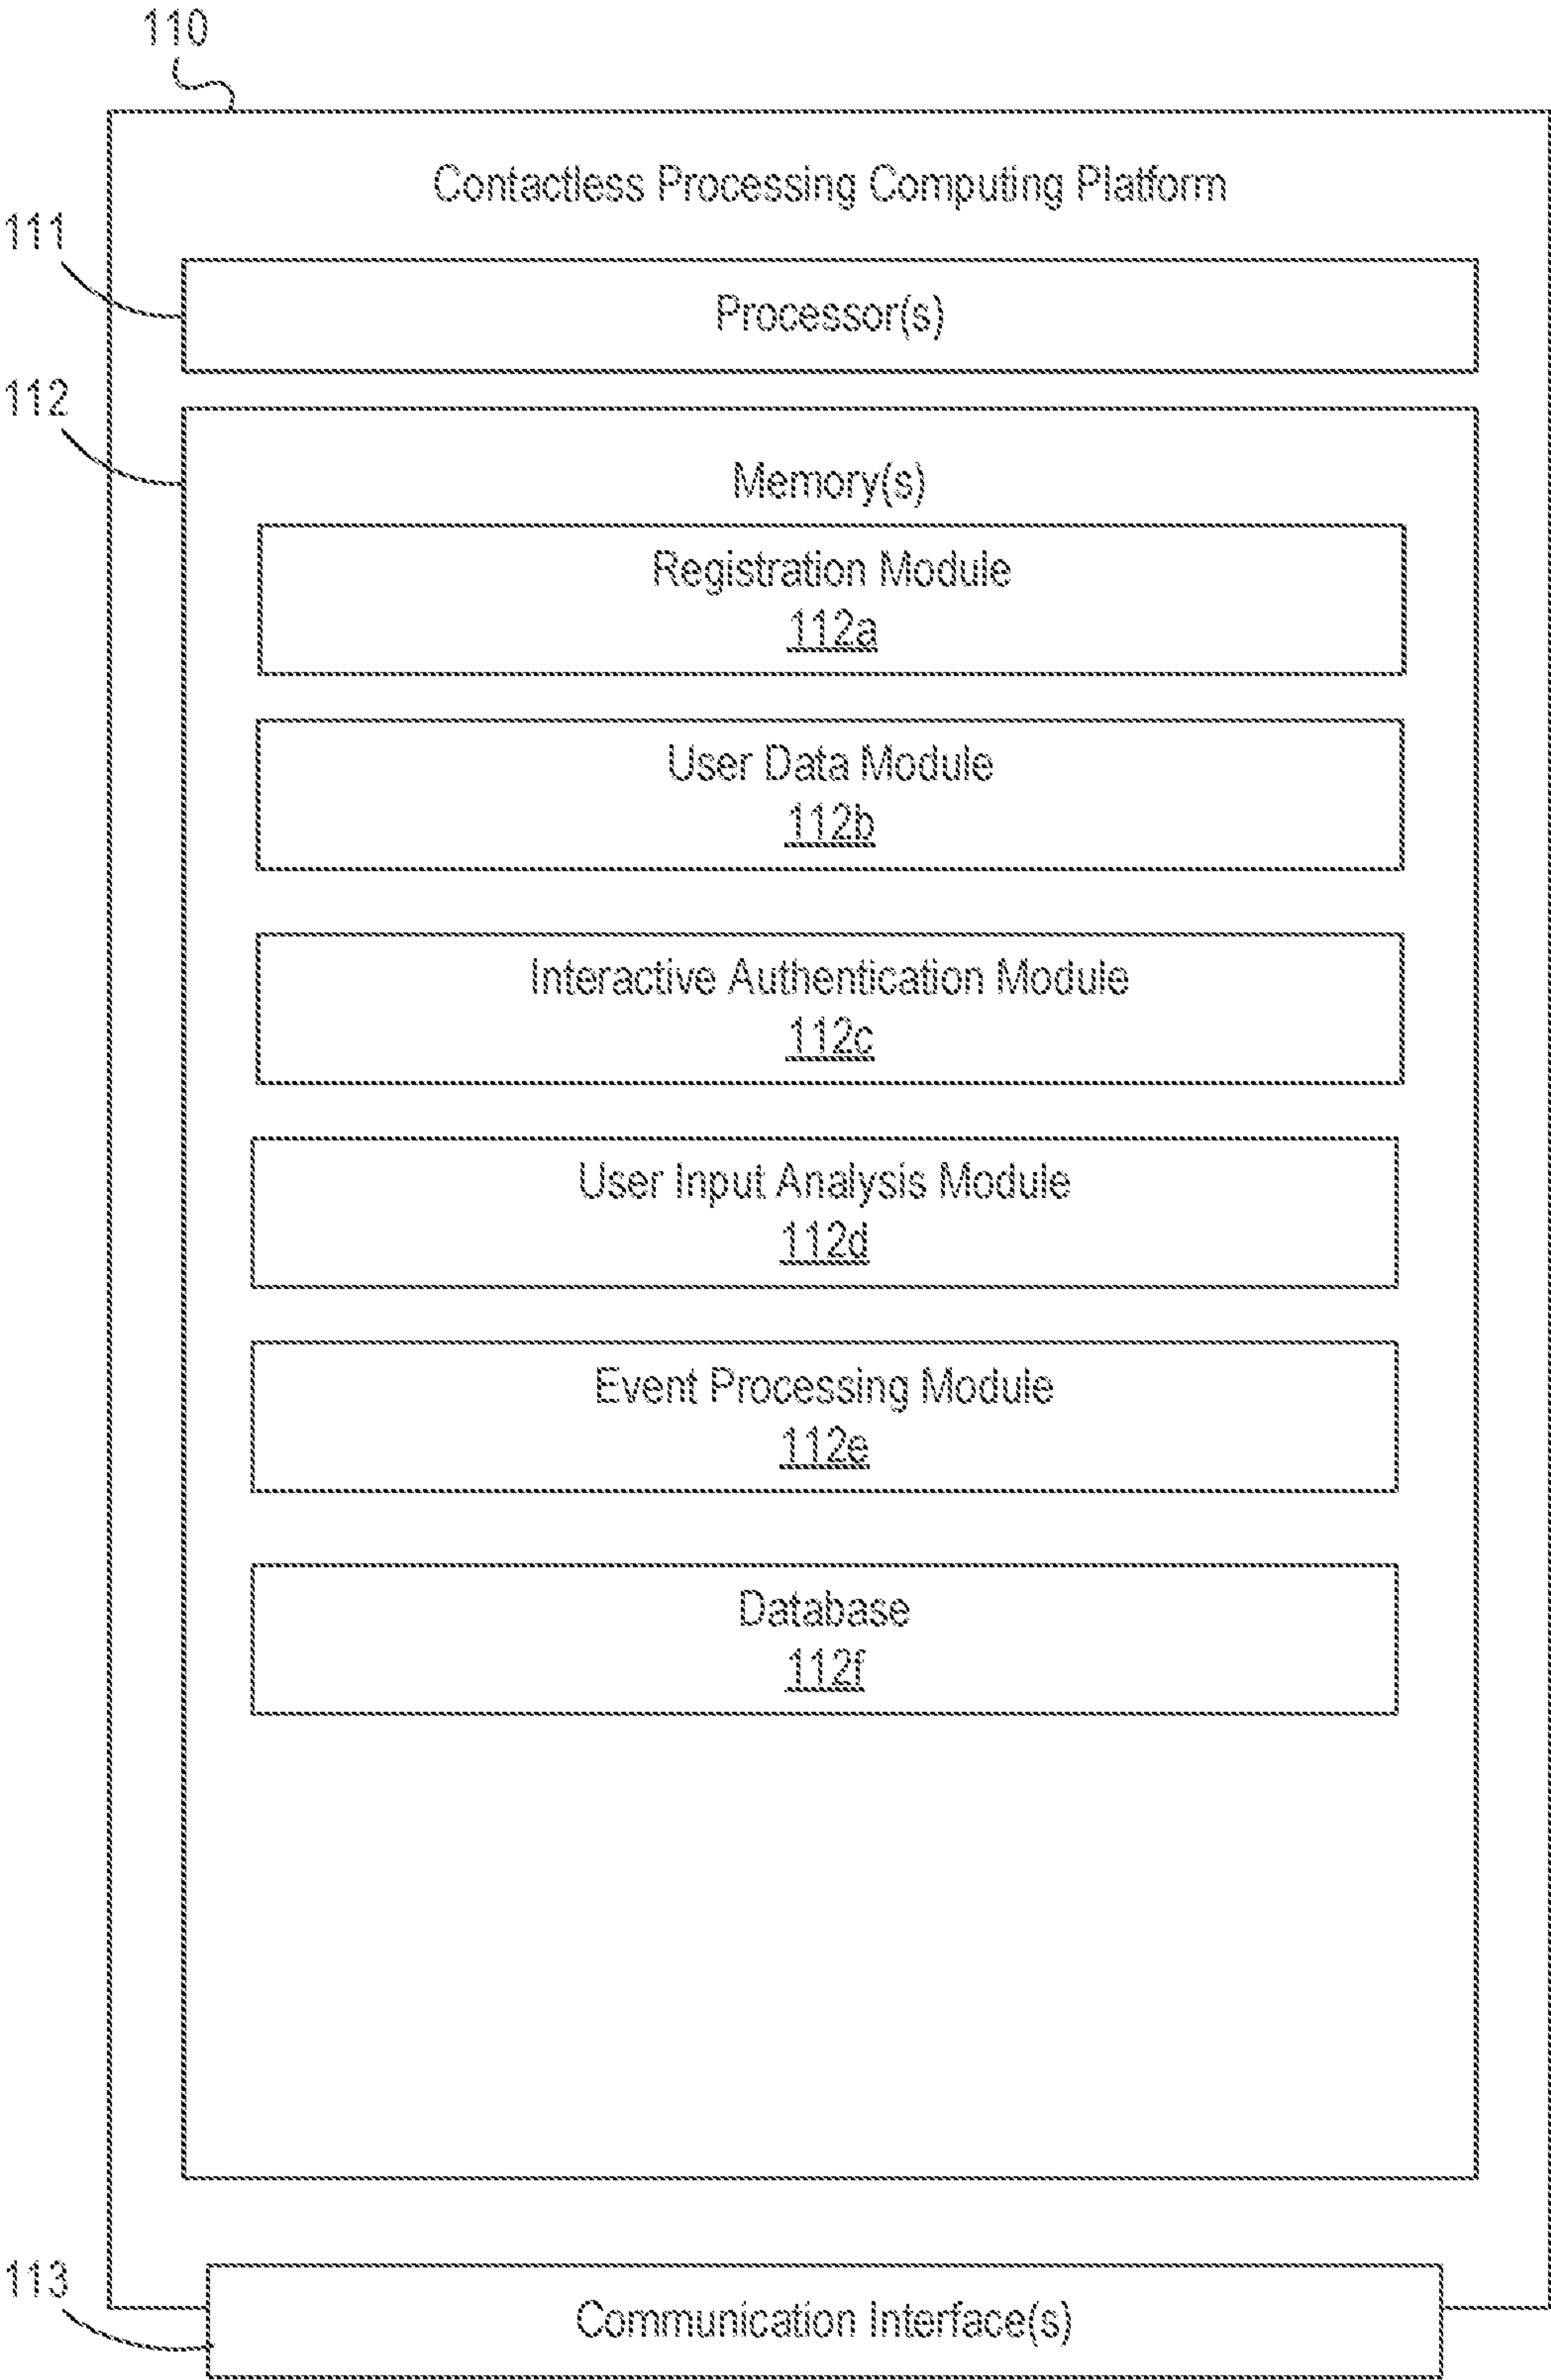 110
Contactless Processing Computing Platform
111
Processor(s)
112
Memory(s)
Registration Module
112a
User Data Module
112b
Interactive Authentication Module
112c
User Input Analysis Module
112d
Event Processing Module
112e
Database
112f
113
Communication Interface(s)